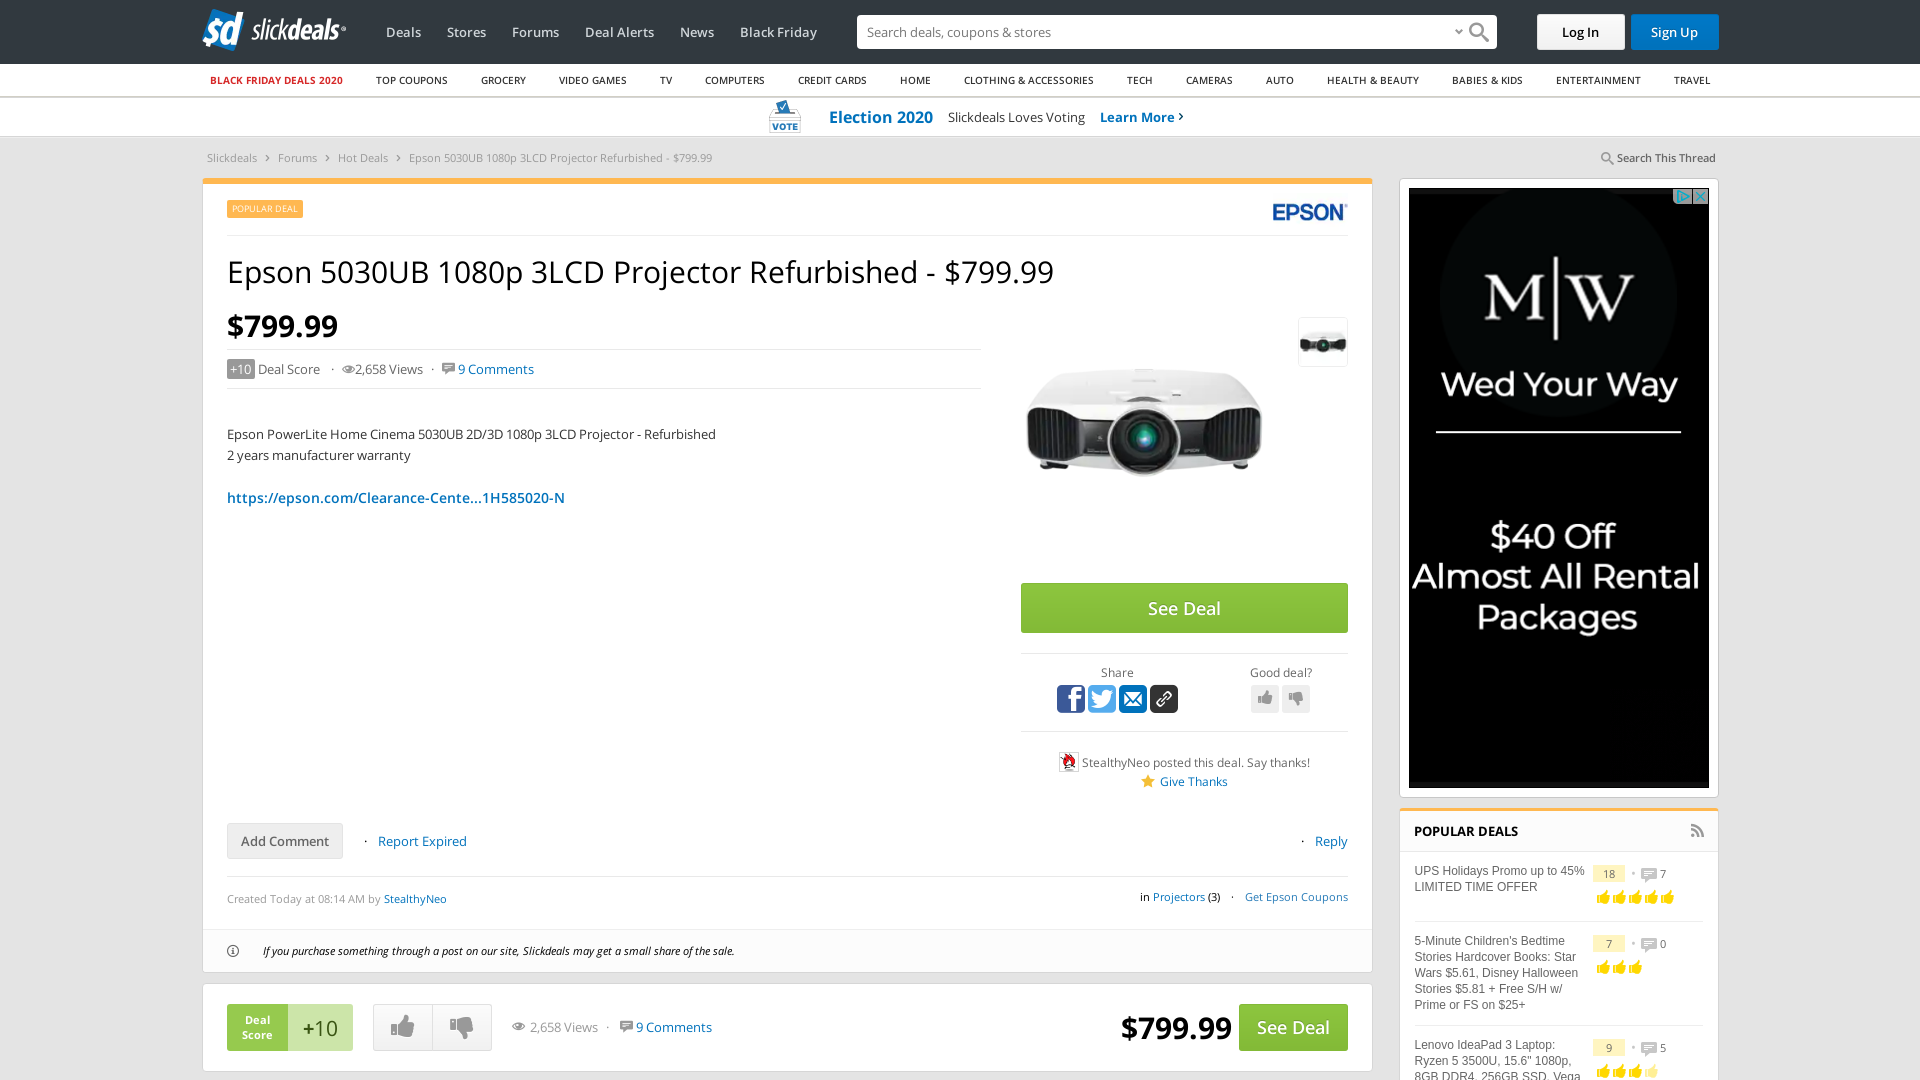 slickdeals
Deals Stores Forums Deal Alerts News Black Friday
Search deals, coupons & stores
Log In Sign Up
BLACK FRIDAY DEALS 2020 TOP COUPONS GROCERY VIDEO GAMES TV COMPUTERS CREDIT CARDS HOME CLOTHING & ACCESSORIES TECH CAMERAS AUTO HEALTH & BEAUTY BABIES & KIDS ENTERTAINMENT TRAVEL
VOTE Election 2020 Slickdeals Loves Voting Learn More
Slickdeals › Forums › Hot Deals › Epson 5030UB 1080p 3LCD Projector Refurbished - $799.99
Search This Thread
POPULAR DEAL
EPSON
Epson 5030UB 1080p 3LCD Projector Refurbished - $799.99
$799.99
+10 Deal Score · 2,658 Views · 9 Comments
Epson PowerLite Home Cinema 5030UB 2D/3D 1080p 3LCD Projector - Refurbished
2 years manufacturer warranty
https://epson.com/Clearance-Cente...1H585020-N
See Deal
Share
Good deal?
StealthyNeo posted this deal. Say thanks!
Give Thanks
Add Comment · Report Expired
· Reply
Created Today at 08:14 AM by StealthyNeo
in Projectors (3) · Get Epson Coupons
If you purchase something through a post on our site, Slickdeals may get a small share of the sale.
Deal
Score
+10
2,658 Views · 9 Comments
$799.99 See Deal
M|W
Wed Your Way
$40 Off
Almost All Rental
Packages
POPULAR DEALS
UPS Holidays Promo up to 45%
LIMITED TIME OFFER
18 • 7
5-Minute Children's Bedtime
Stories Hardcover Books: Star
Wars $5.61, Disney Halloween
Stories $5.81 + Free S/H w/
Prime or FS on $25+
7 • 0
Lenovo IdeaPad 3 Laptop:
Ryzen 5 3500U, 15.6" 1080p,
8GB DDR4, 256GB SSD, Vega
9 • 5